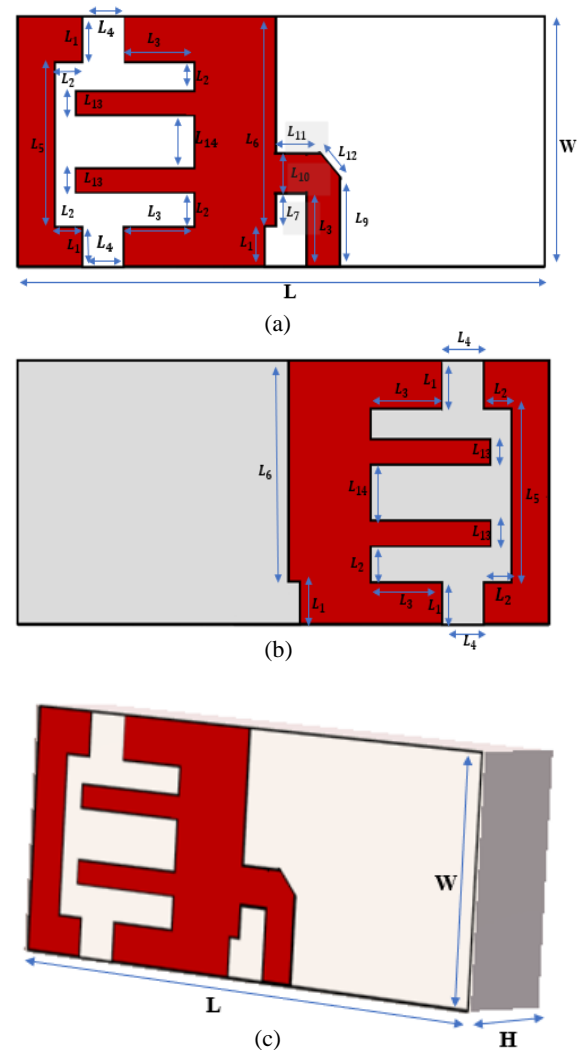 L₄
L₁ L₃ L₆
L₂ L₂
L₁₃ L₁₁ L₁₂
L₅ L₁₄ W
L₁₃ L₁₀
L₂ L₂ L₇ L₉
L₃ L₃
L₁ L₄ L₁
L
(a)
L₄
L₁
L₃ L₂
L₁₃
L₆ L₁₄ L₅
L₁₃
L₂
L₃ L₁ L₂
L₁
L₄
(b)
W
L
H
(c)